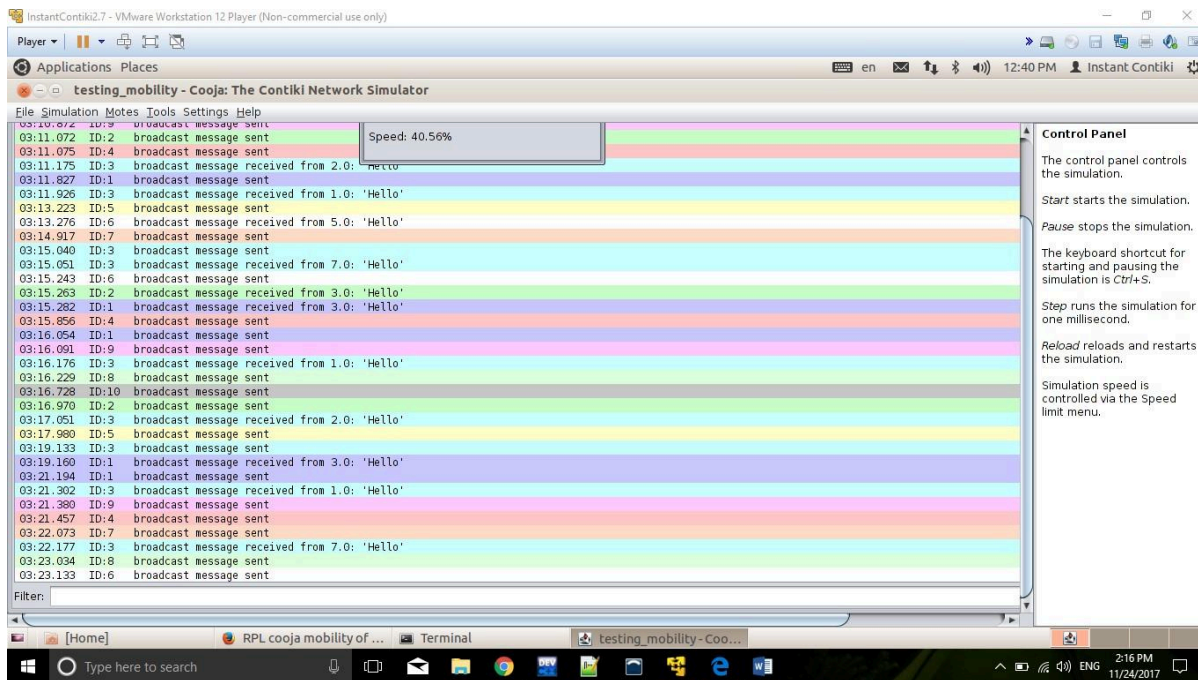 InstantContiki2.7 - VMware Workstation 12 Player (Non-commercial use only)
Player
Applications Places
en
12:40 PM
Instant Contiki
testing_mobility - Cooja: The Contiki Network Simulator
File Simulation Motes Tools Settings Help
Speed: 40.56%
03:10.872 ID:9 broadcast message sent
03:11.072 ID:2 broadcast message sent
03:11.075 ID:4 broadcast message sent
03:11.175 ID:3 broadcast message received from 2.0: 'Hello'
03:11.827 ID:1 broadcast message sent
03:11.926 ID:3 broadcast message received from 1.0: 'Hello'
03:13.223 ID:5 broadcast message sent
03:13.276 ID:6 broadcast message received from 5.0: 'Hello'
03:14.917 ID:7 broadcast message sent
03:15.040 ID:3 broadcast message sent
03:15.051 ID:3 broadcast message received from 7.0: 'Hello'
03:15.243 ID:6 broadcast message sent
03:15.263 ID:2 broadcast message received from 3.0: 'Hello'
03:15.282 ID:1 broadcast message received from 3.0: 'Hello'
03:15.856 ID:4 broadcast message sent
03:16.054 ID:1 broadcast message sent
03:16.091 ID:9 broadcast message sent
03:16.176 ID:3 broadcast message received from 1.0: 'Hello'
03:16.229 ID:8 broadcast message sent
03:16.728 ID:10 broadcast message sent
03:16.970 ID:2 broadcast message sent
03:17.051 ID:3 broadcast message received from 2.0: 'Hello'
03:17.980 ID:5 broadcast message sent
03:19.133 ID:3 broadcast message sent
03:19.160 ID:1 broadcast message received from 3.0: 'Hello'
03:21.194 ID:1 broadcast message sent
03:21.302 ID:3 broadcast message received from 1.0: 'Hello'
03:21.380 ID:9 broadcast message sent
03:21.457 ID:4 broadcast message sent
03:22.073 ID:7 broadcast message sent
03:22.177 ID:3 broadcast message received from 7.0: 'Hello'
03:23.034 ID:8 broadcast message sent
03:23.133 ID:6 broadcast message sent
Filter:
Control Panel
The control panel controls
the simulation.
Start starts the simulation.
Pause stops the simulation.
The keyboard shortcut for
starting and pausing the
simulation is Ctrl+S.
Step runs the simulation for
one millisecond.
Reload reloads and restarts
the simulation.
Simulation speed is
controlled via the Speed
limit menu.
[Home]
RPL cooja mobility of ...
Terminal
testing_mobility - Coo...
Type here to search
DEV
ENG
2:16 PM
11/24/2017